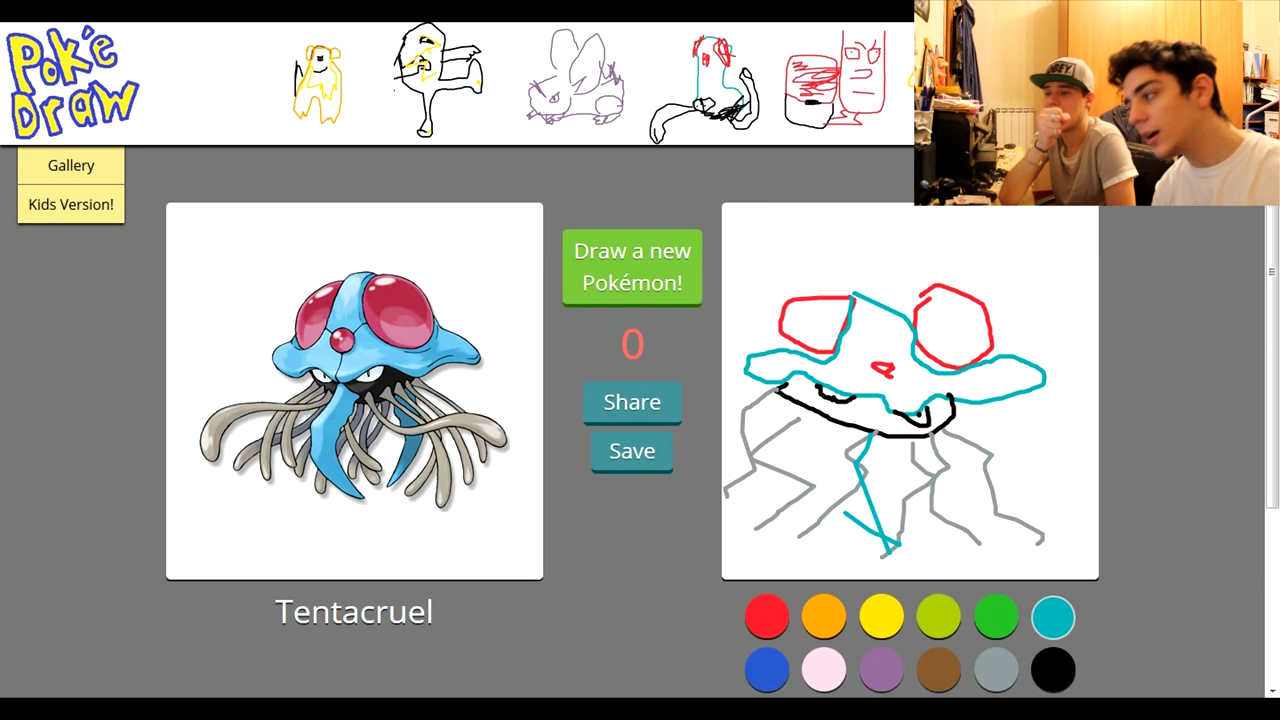 Poké
Draw
Gallery
Kids Version!
Draw a new
Pokémon!
0
Share
Save
Tentacruel
OBEY